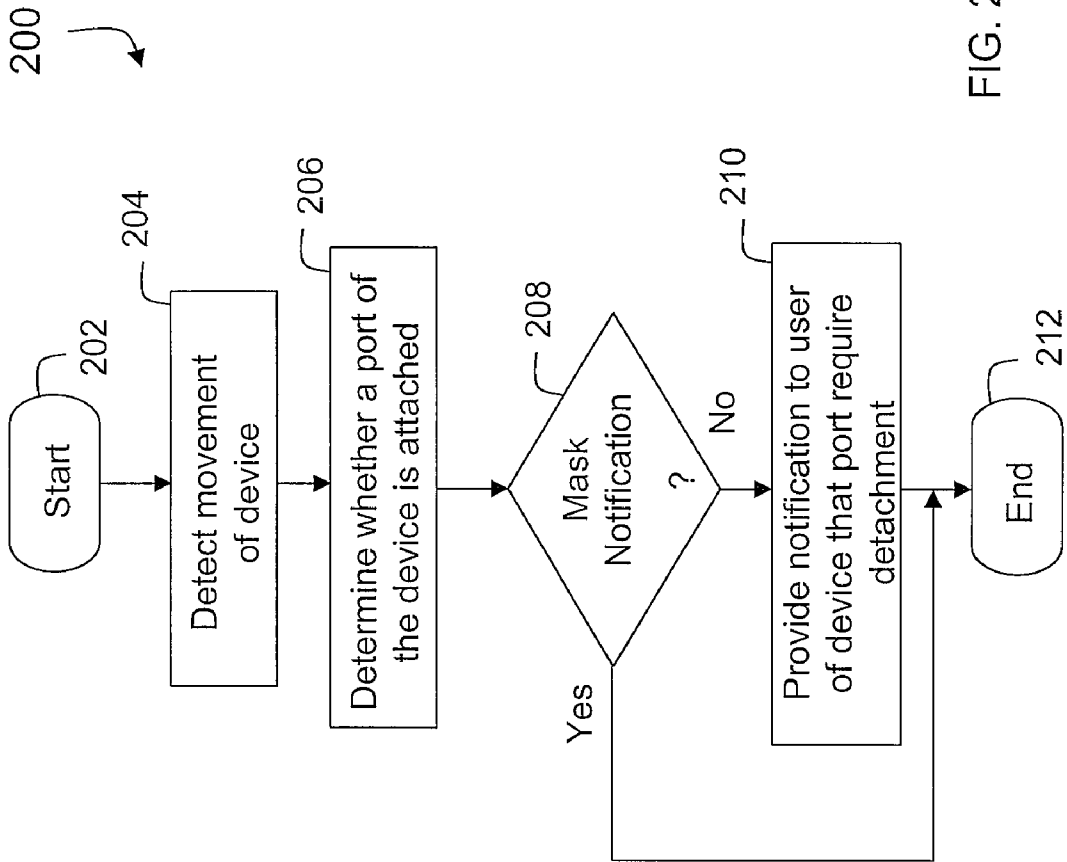 200
Start
202
Detect movement
of device
204
Determine whether a port of
the device is attached
206
Mask
Notification
?
208
Yes
No
Provide notification to user
of device that port require
detachment
210
End
212
FIG. 2